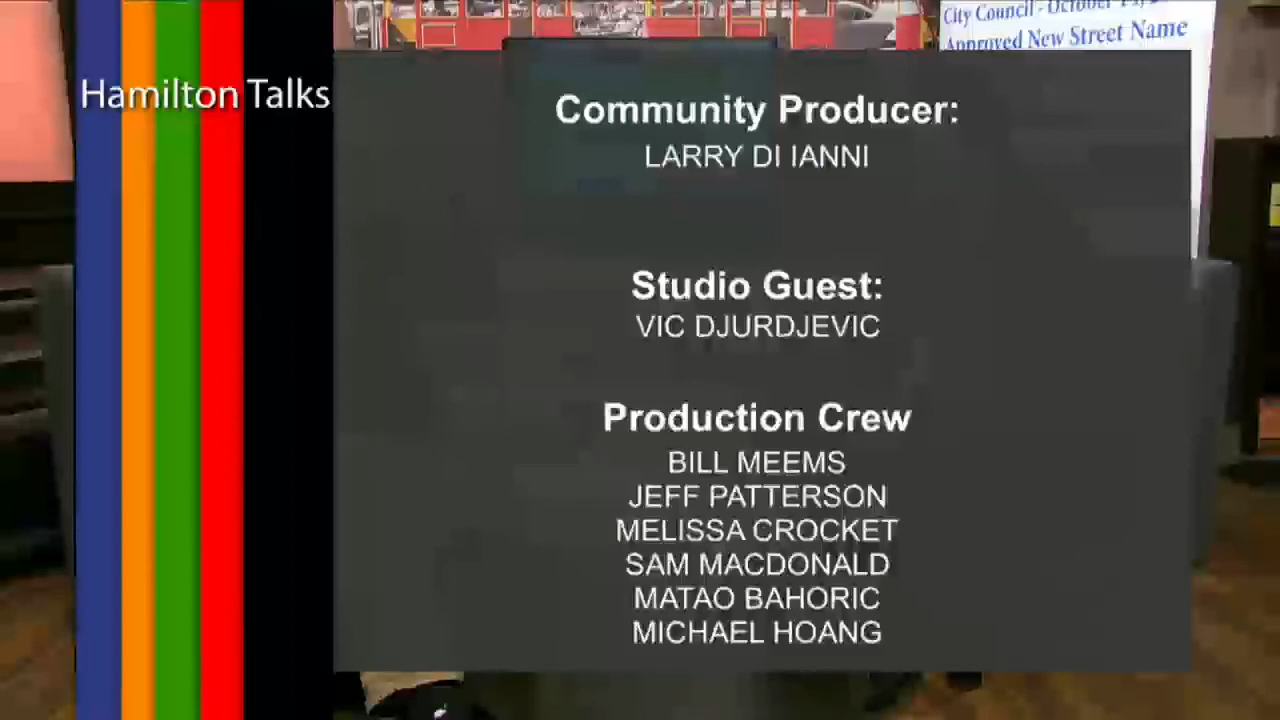 City Council - October
Approved New Street Name
Hamilton Talks
Community Producer:
LARRY DI IANNI
Studio Guest:
VIC DJURDJEVIC
Production Crew
BILL MEEMS
JEFF PATTERSON
MELISSA CROCKET
SAM MACDONALD
MATAO BAHORIC
MICHAEL HOANG